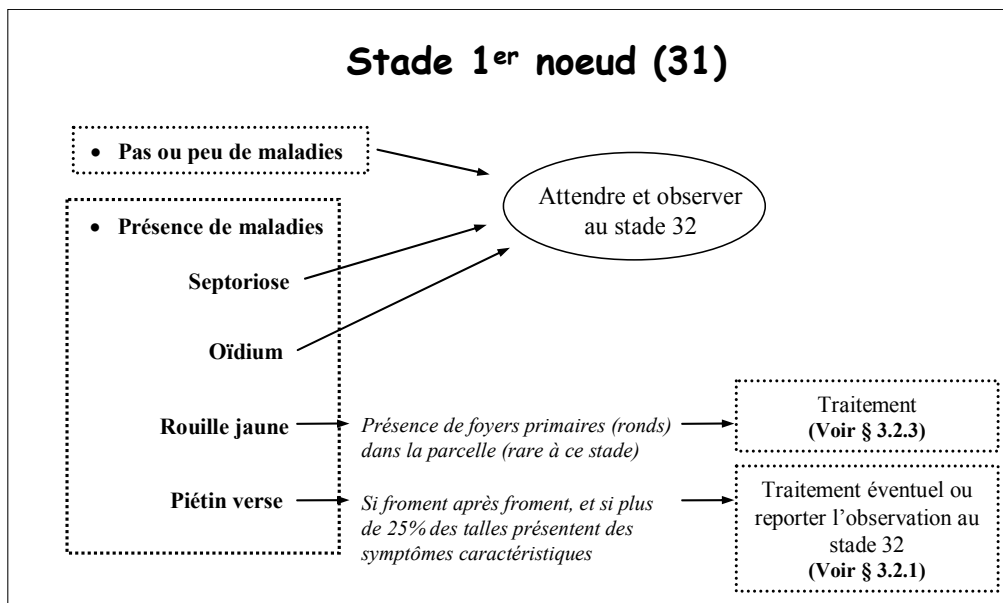 Stade 1er noeud (31)
• Pas ou peu de maladies
Attendre et observer
au stade 32
• Présence de maladies
Septoriose
Oïdium
Rouille jaune
Présence de foyers primaires (ronds)
dans la parcelle (rare à ce stade)
Traitement
(Voir § 3.2.3)
Piétin verse
Si froment après froment, et si plus
de 25% des talles présentent des
symptômes caractéristiques
Traitement éventuel ou
reporter l’observation au
stade 32
(Voir § 3.2.1)